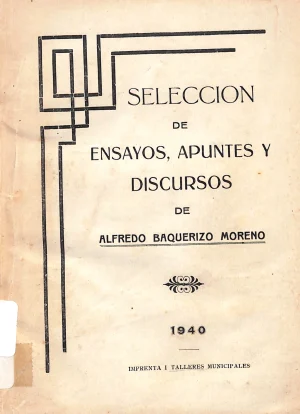 SELECCION
DE
ENSAYOS, APUNTES Y
DISCURSOS
DE
ALFREDO BAQUERIZO MORENO
1940
IMPRENTA I TALLERES MUNICIPALES